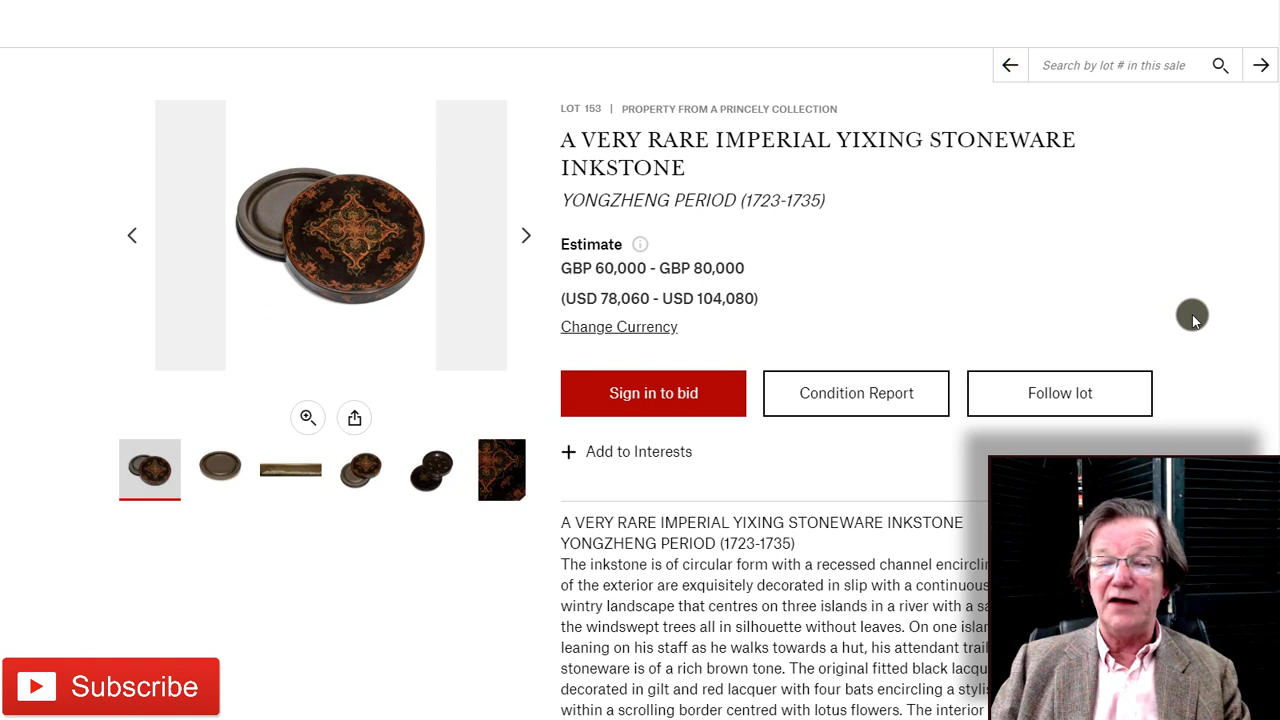 Search by lot # in this sale
LOT 153 | PROPERTY FROM A PRINCELY COLLECTION
A VERY RARE IMPERIAL YIXING STONEWARE
INKSTONE
YONGZHENG PERIOD (1723-1735)
Estimate
GBP 60,000 - GBP 80,000
(USD 78,060 - USD 104,080)
Change Currency
Sign in to bid
Condition Report
Follow lot
+ Add to Interests
A VERY RARE IMPERIAL YIXING STONEWARE INKSTONE
YONGZHENG PERIOD (1723-1735)
The inkstone is of circular form with a recessed channel
of the exterior are exquisitely decorated in slip with a continuous
wintry landscape that centres on three islands in a river with a
the windswept trees all in silhouette without leaves. On one
leaning on his staff as he walks towards a hut, his attendant
stoneware is of a rich brown tone. The original fitted black
decorated in gilt and red lacquer with four bats encircling a
within a scrolling border centred with lotus flowers. The interior
Subscribe